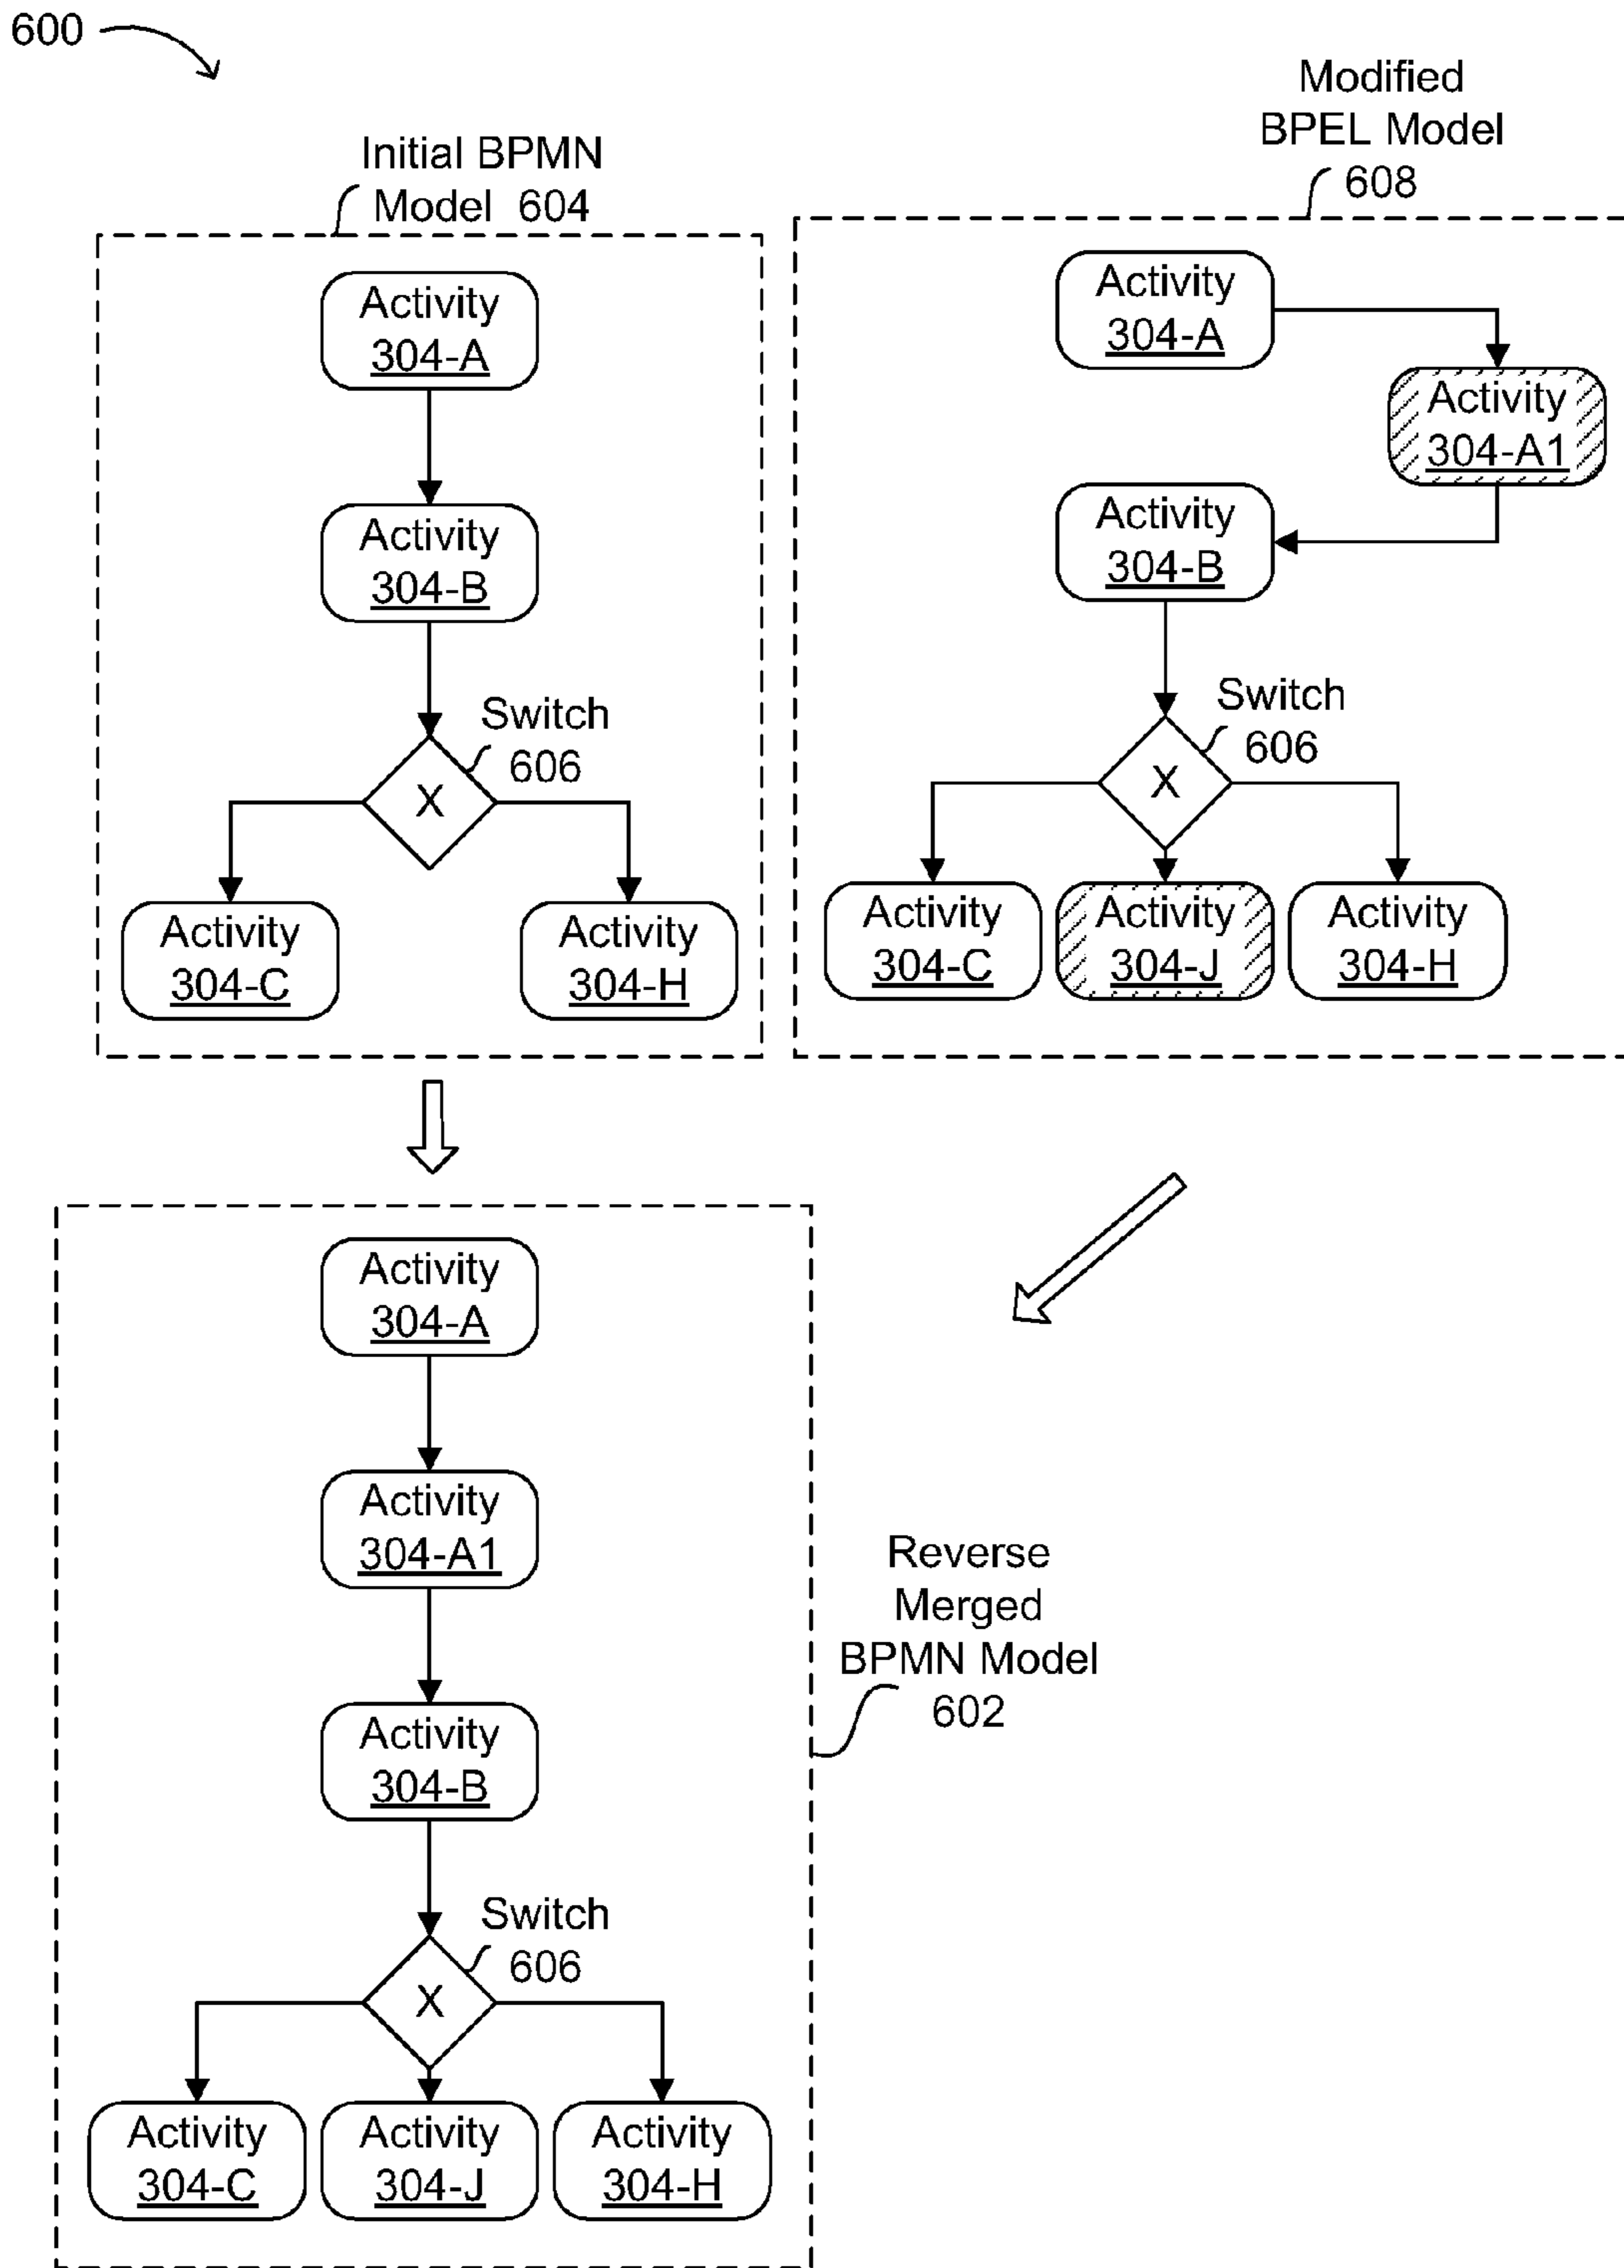 600
Initial BPMN
Model 604
Activity
304-A
Activity
304-B
Switch
606
X
Activity
304-C
Activity
304-H
Modified
BPEL Model
608
Activity
304-A
Activity
304-A1
Activity
304-B
Switch
606
X
Activity
304-C
Activity
304-J
Activity
304-H
Activity
304-A
Activity
304-A1
Activity
304-B
Switch
606
X
Activity
304-C
Activity
304-J
Activity
304-H
Reverse
Merged
BPMN Model
602